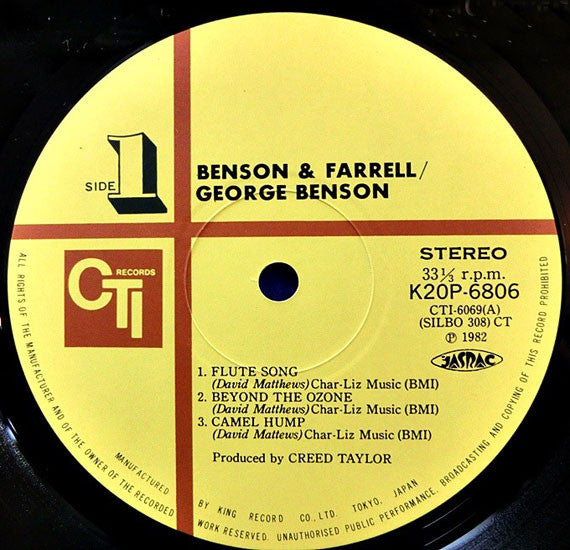 SIDE 1
BENSON & FARRELL/
GEORGE BENSON
CTI RECORDS
STEREO
33 1/3 r.p.m.
K20P-6806
CTI-6069(A)
(SILBO 308) CT
Ⓟ 1982
JASRAC
1. FLUTE SONG
(David Matthews) Char-Liz Music (BMI)
2. BEYOND THE OZONE
(David Matthews) Char-Liz Music (BMI)
3. CAMEL HUMP
(David Mattews) Char-Liz Music (BMI)
Produced by CREED TAYLOR
MANUFACTURED BY KING RECORD CO., LTD. TOKYO, JAPAN
ALL RIGHTS OF THE MANUFACTURER AND OF THE OWNER OF THE RECORDED WORK RESERVED. UNAUTHORISED PUBLIC PERFORMANCE, BROADCASTING AND COPYING OF THIS RECORD PROHIBITED